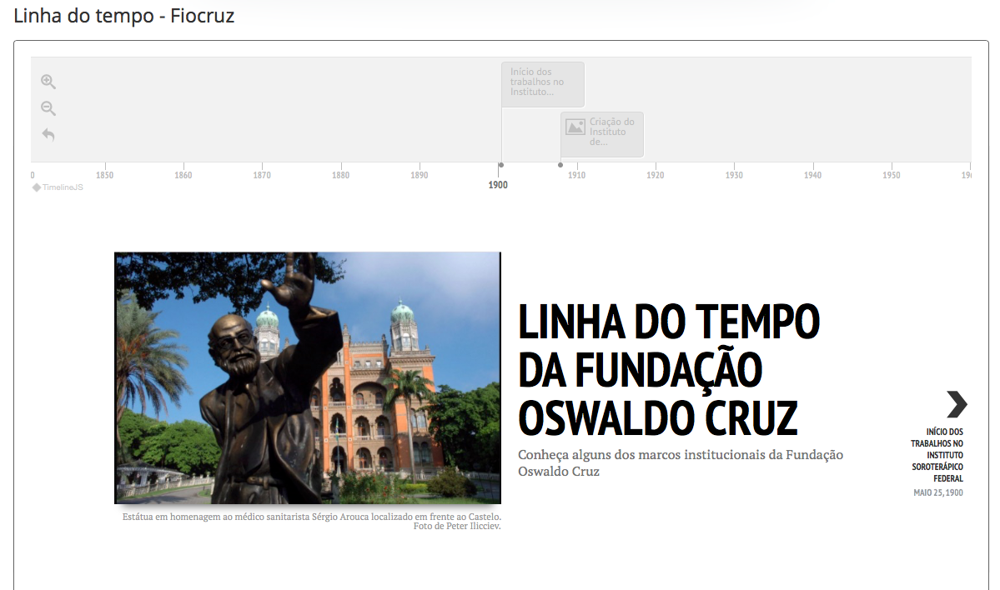 Linha do tempo - Fiocruz
Início dos
trabalhos no
Instituto...
Criação do
Instituto
de...
0
1850
1860
1870
1880
1890
1900
1910
1920
1930
1940
1950
TimelineJS
LINHA DO TEMPO
DA FUNDAÇÃO
OSWALDO CRUZ
Conheça alguns dos marcos institucionais da Fundação
Oswaldo Cruz
INÍCIO DOS
TRABALHOS NO
INSTITUTO
SOROTERÁPICO
FEDERAL
MAIO 25, 1900
Estátua em homenagem ao médico sanitarista Sérgio Arouca localizado em frente ao Castelo.
Foto de Peter Ilicciev.